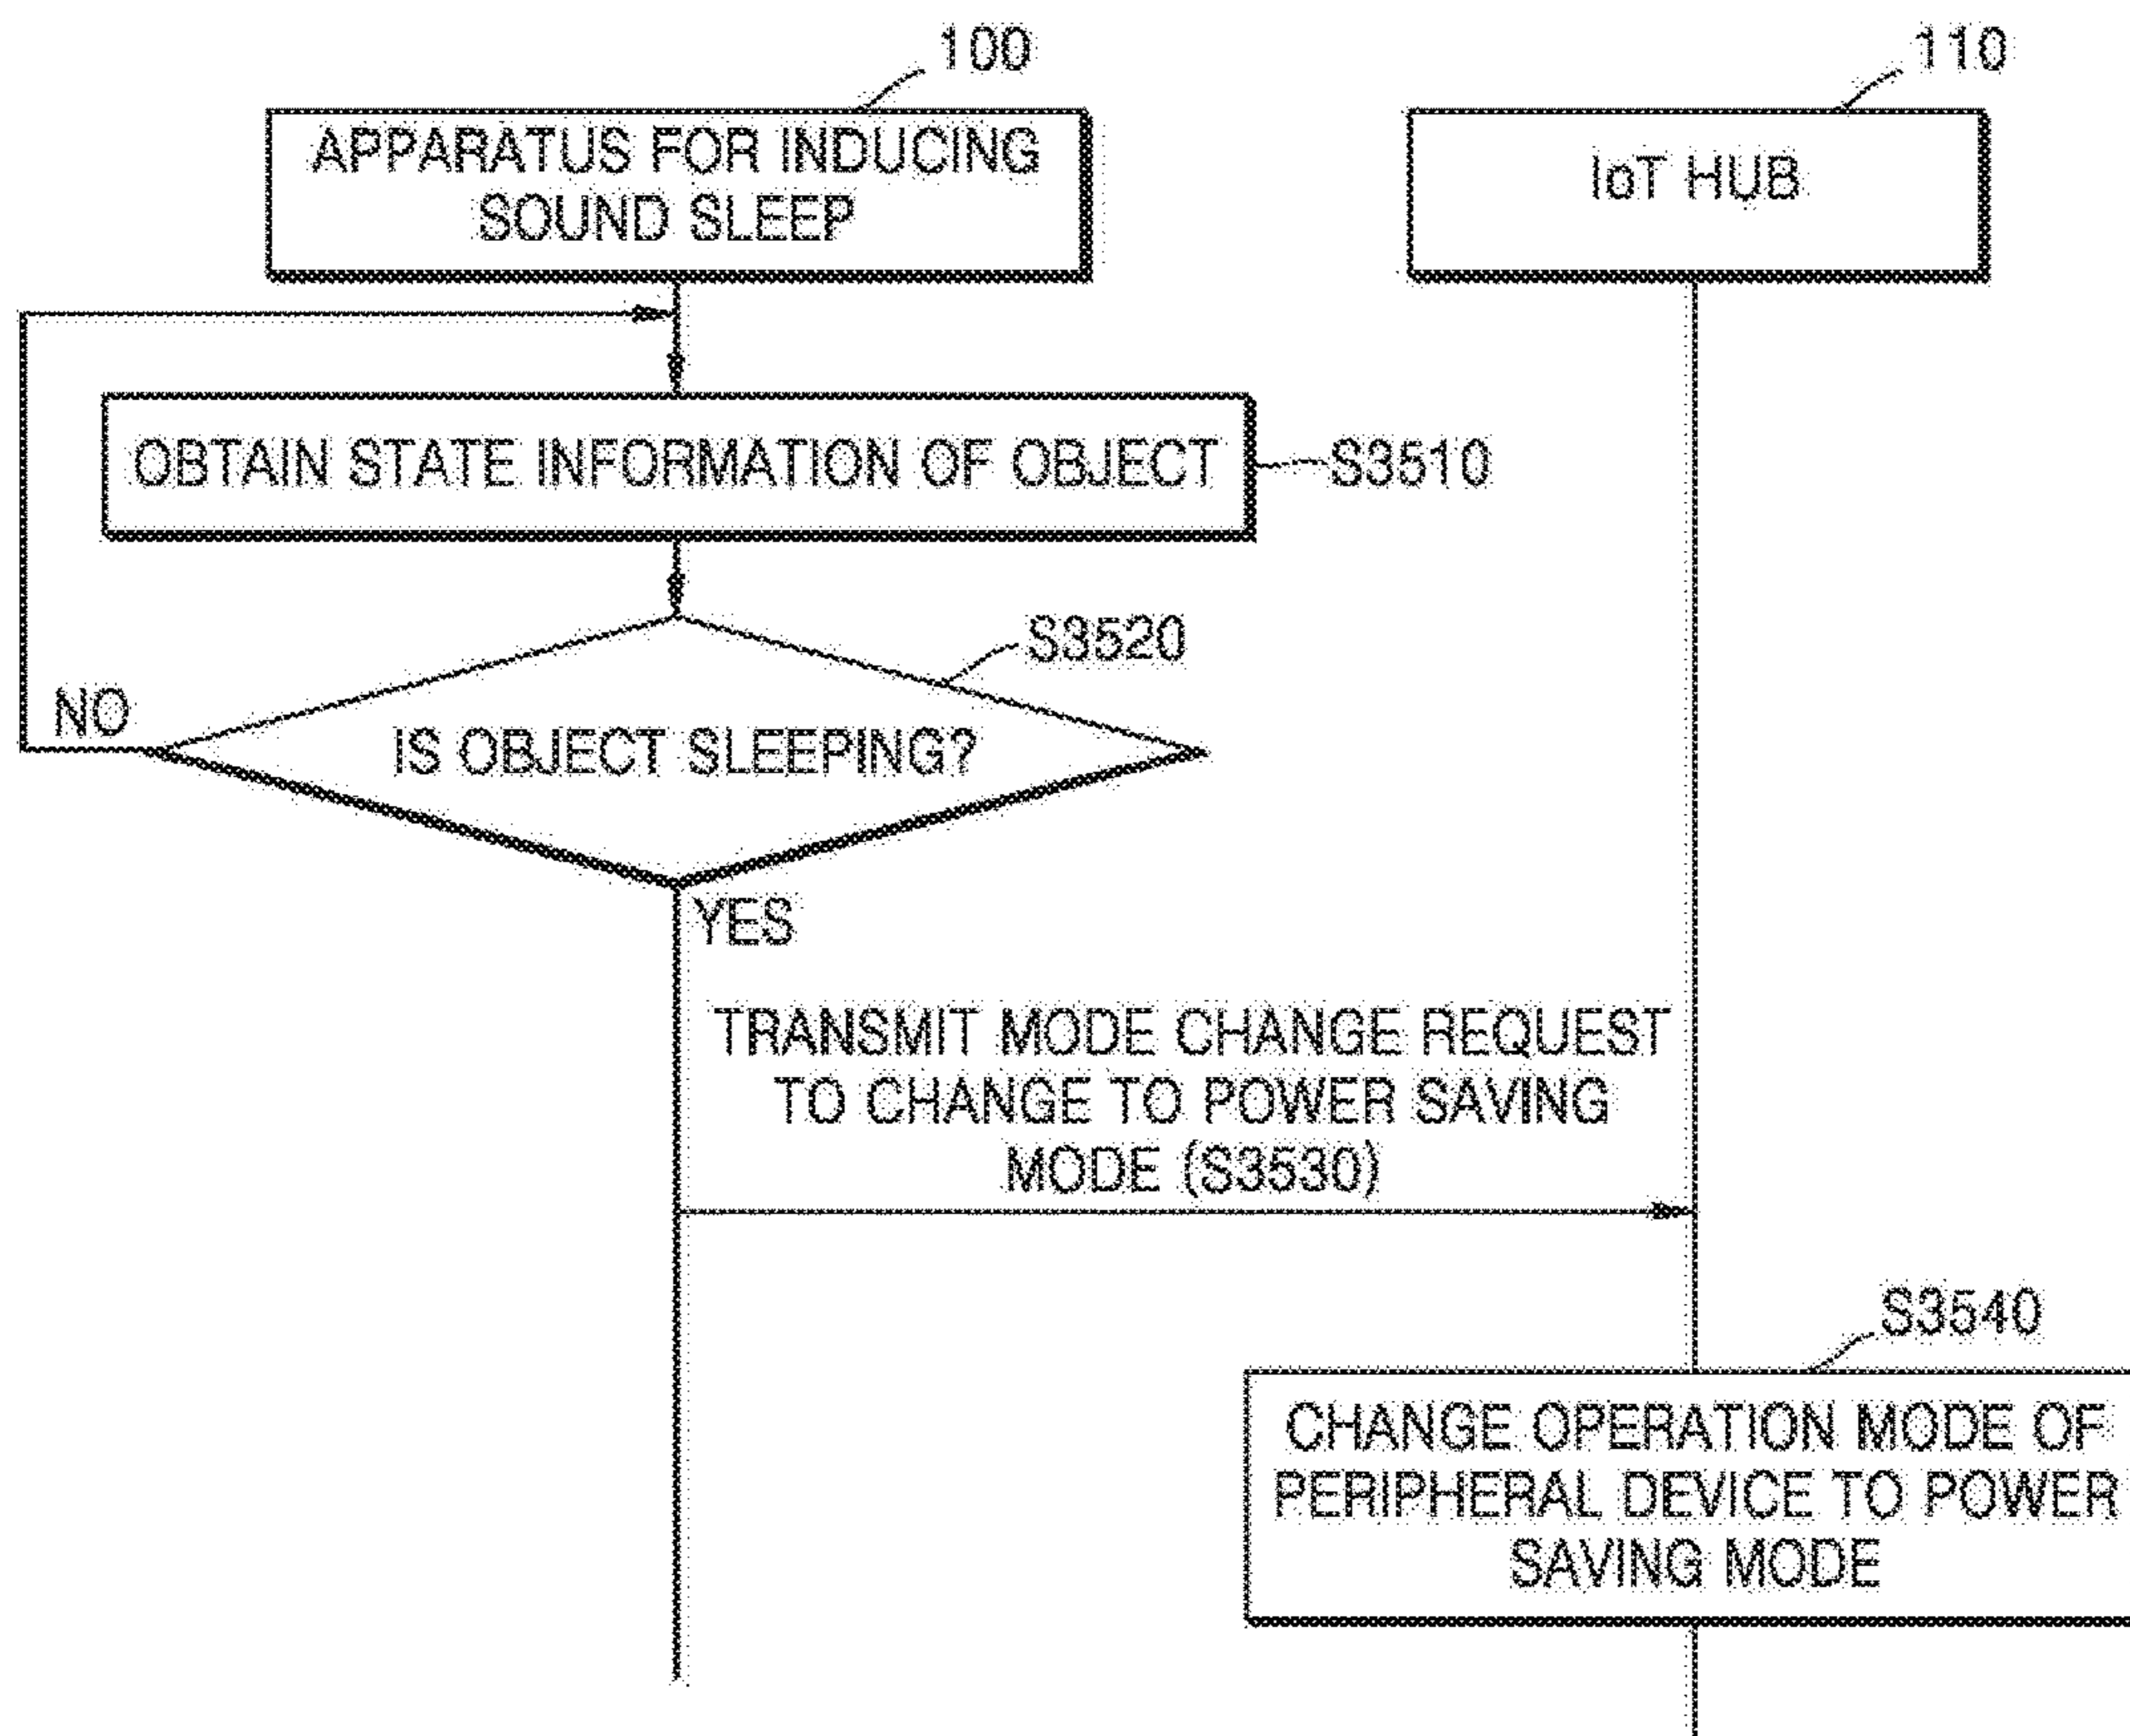 100
110
APPARATUS FOR INDUCING
SOUND SLEEP
IoT HUB
OBTAIN STATE INFORMATION OF OBJECT
S3510
S3520
NO
IS OBJECT SLEEPING?
YES
TRANSMIT MODE CHANGE REQUEST
TO CHANGE TO POWER SAVING
MODE (S3530)
S3540
CHANGE OPERATION MODE OF
PERIPHERAL DEVICE TO POWER
SAVING MODE